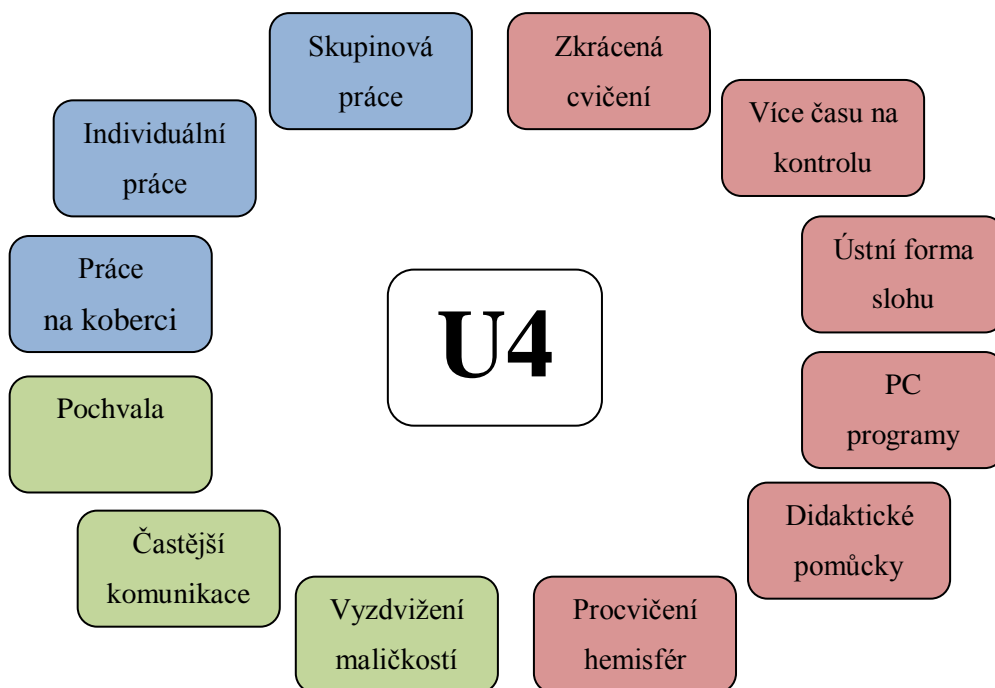 Skupinová
práce
Zkrácená
cvičení
Individuální
práce
Více času na
kontrolu
Práce
na koberci
Ústní forma
slohu
U4
Pochvala
PC
programy
Častější
komunikace
Didaktické
pomůcky
Vyzdvižení
maličkostí
Procvičení
hemisfér